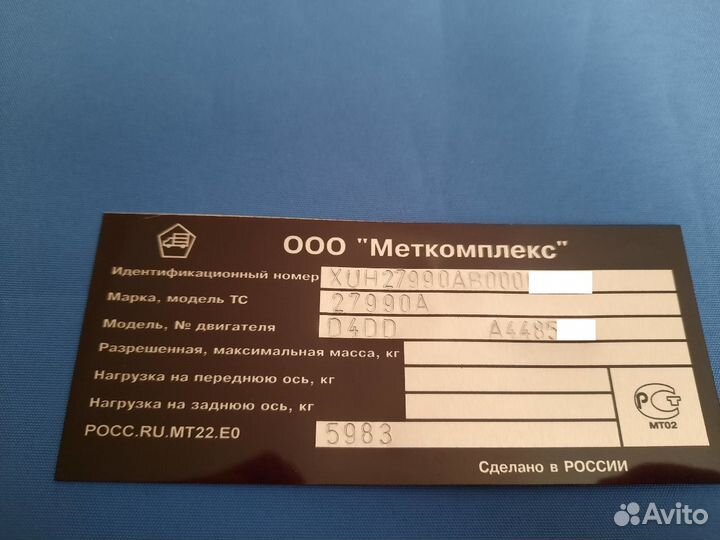 ООО "Меткомплекс"
Идентификационный номер XUH27990AB000
Марка, модель ТС 27990A
Модель, № двигателя D4DD A4485
Разрешенная, максимальная масса, кг
Нагрузка на переднюю ось, кг
Нагрузка на заднюю ось, кг
РСТ
МТ02
РОСС.RU.МТ22.Е0 5983
Сделано в РОССИИ
Avito